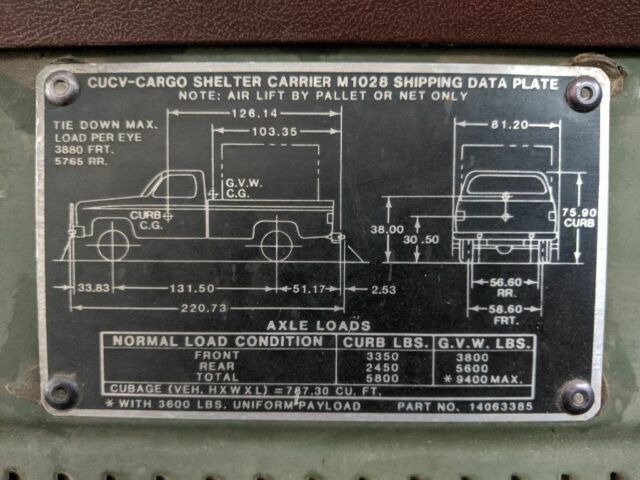 CUCV-CARGO SHELTER CARRIER M1028 SHIPPING DATA PLATE
NOTE: AIR LIFT BY PALLET OR NET ONLY
TIE DOWN MAX.
LOAD PER EYE
3880 FRT.
5765 RR.
126.14
103.35
G.V.W.
C.G.
CURB
C.G.
33.83
131.50
51.17
2.53
220.73
81.20
38.00
30.50
75.90
CURB
56.60
RR.
58.60
FRT.
AXLE LOADS
NORMAL LOAD CONDITION CURB LBS. G.V.W. LBS.
FRONT 3350 3800
REAR 2450 5600
TOTAL 5800 *9400 MAX.
CUBAGE (VEH. HXWXL) = 787.30 CU. FT.
*WITH 3600 LBS. UNIFORM PAYLOAD PART NO. 14063385